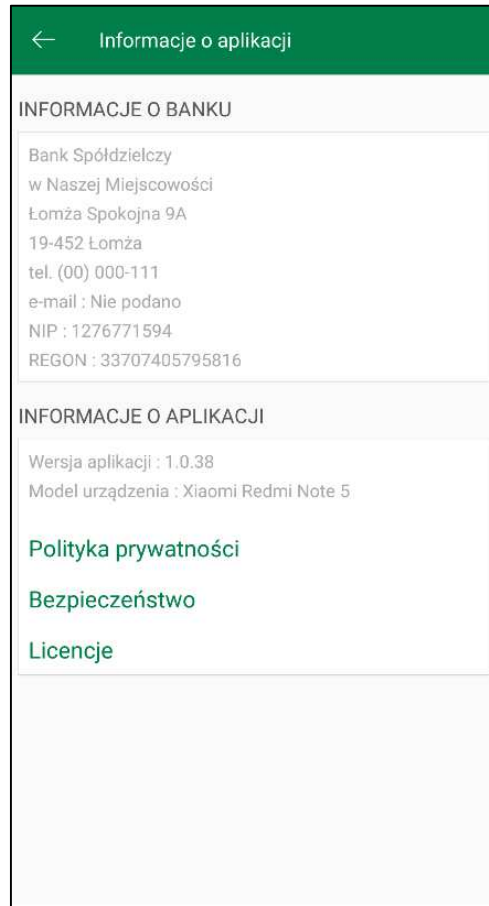 Informacje o aplikacji
INFORMACJE O BANKU
Bank Spółdzielczy
w Naszej Miejscowości
Łomża Spokojna 9A
19-452 Łomża
tel. (00) 000-111
e-mail : Nie podano
NIP : 1276771594
REGON : 33707405795816
INFORMACJE O APLIKACJI
Wersja aplikacji : 1.0.38
Model urządzenia : Xiaomi Redmi Note 5
Polityka prywatności
Bezpieczeństwo
Licencje